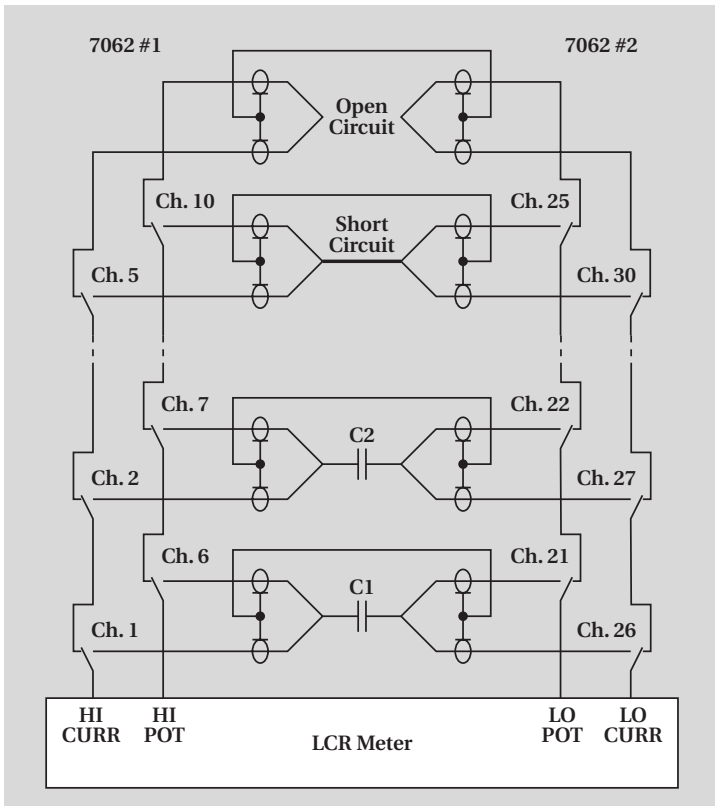 7062 #1
7062 #2
Open
Circuit
Ch. 10
Ch. 25
Short
Circuit
Ch. 5
Ch. 30
Ch. 7
Ch. 22
C2
Ch. 2
Ch. 27
Ch. 6
Ch. 21
C1
Ch. 1
Ch. 26
HI
CURR
HI
POT
LCR Meter
LO
POT
LO
CURR